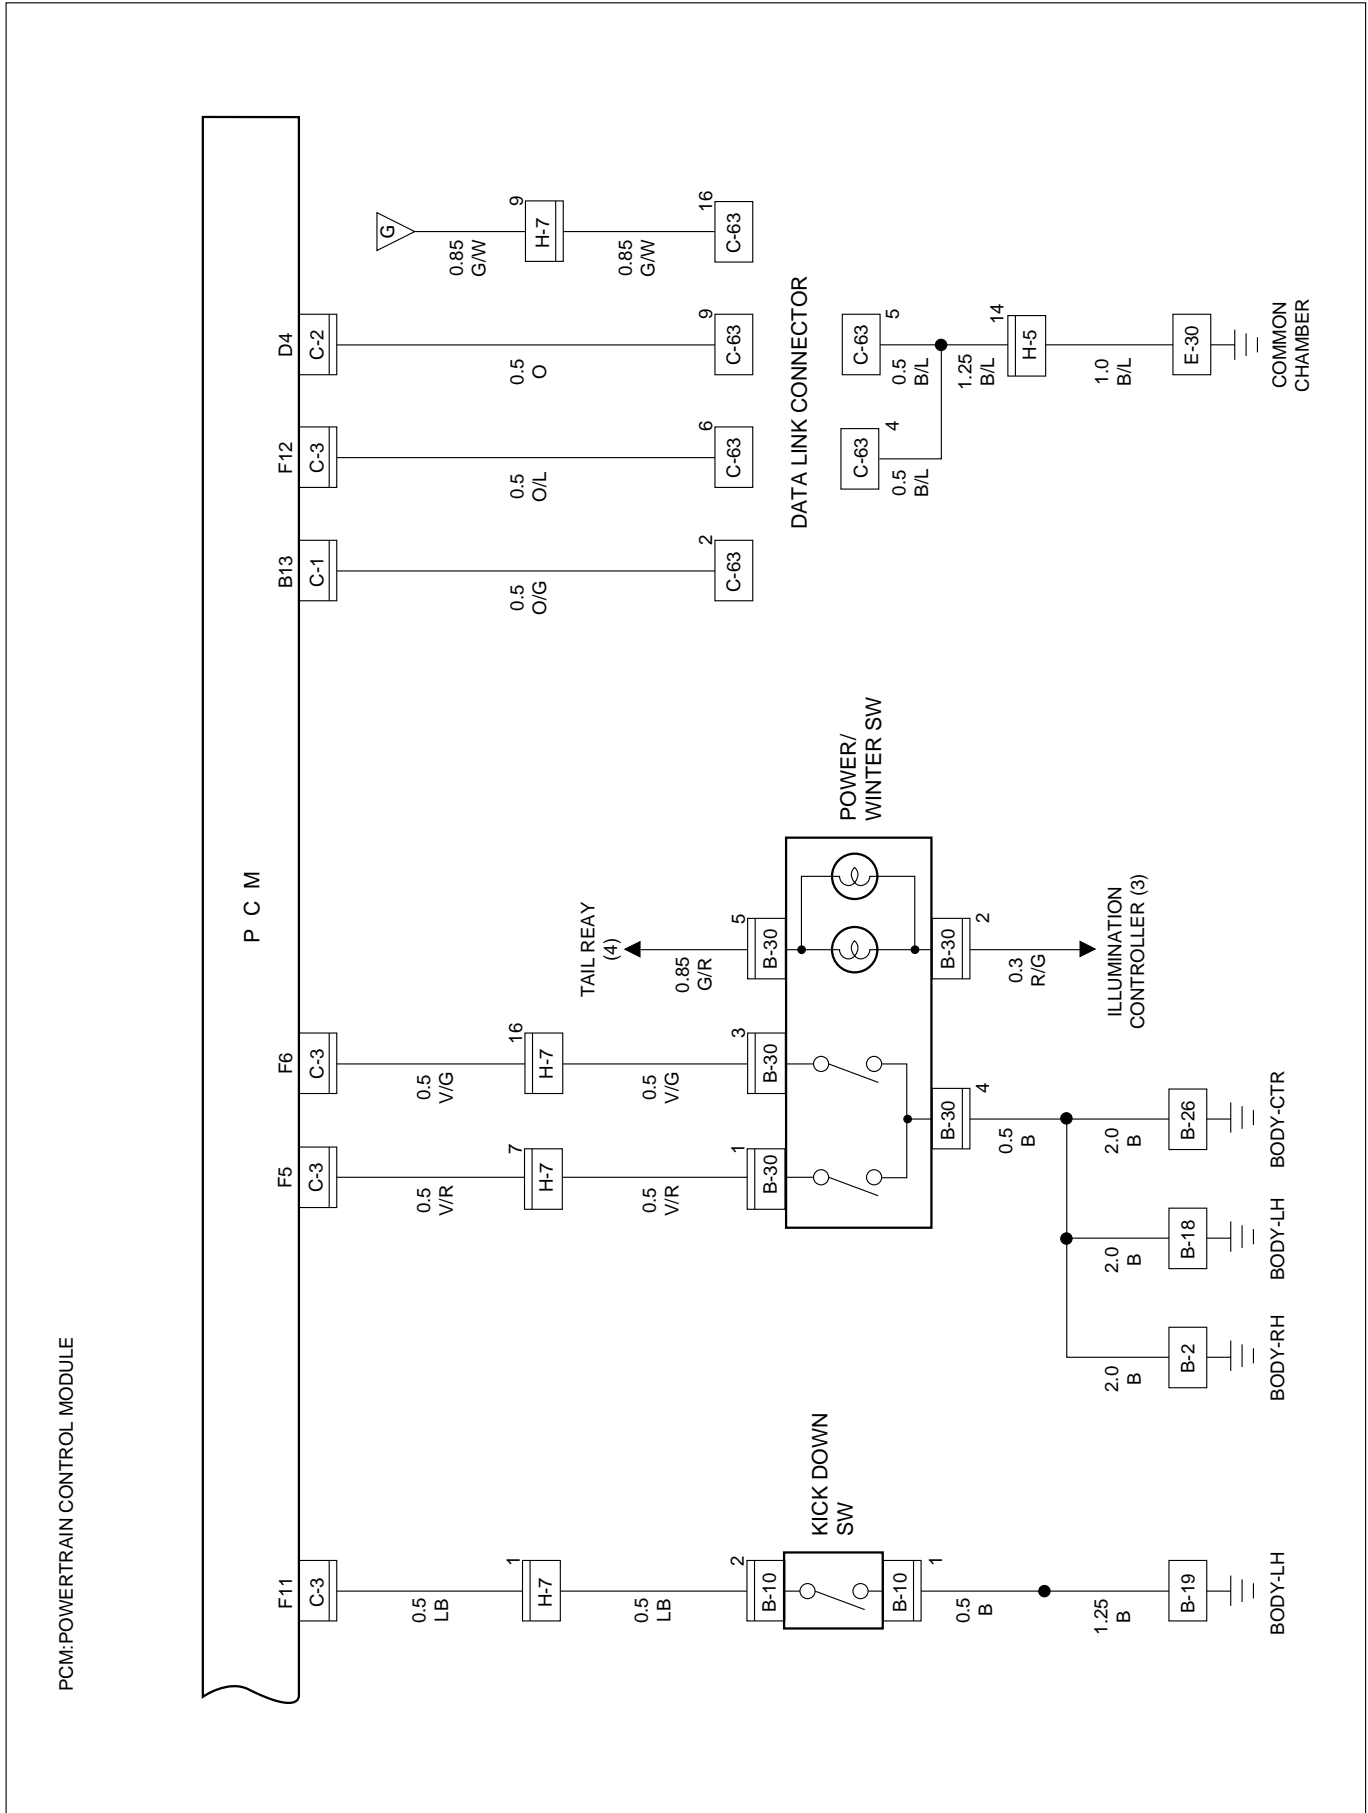 PCM:POWERTRAIN CONTROL MODULE
P C M
F11
C-3
0.5
LB
1
H-7
0.5
LB
2
B-10
KICK DOWN
SW
B-10
1
0.5
B
1.25
B
B-19
BODY-LH
F5
C-3
0.5
V/R
7
H-7
0.5
V/R
1
B-30
F6
C-3
0.5
V/G
16
H-7
0.5
V/G
3
B-30
TAIL REAY
(4)
0.85
G/R
5
B-30
POWER/
WINTER SW
B-30
4
0.5
B
B-30
2
0.3
R/G
ILLUMINATION
CONTROLLER (3)
2.0
B
B-2
BODY-RH
2.0
B
B-18
BODY-LH
2.0
B
B-26
BODY-CTR
B13
C-1
0.5
O/G
2
C-63
F12
C-3
0.5
O/L
6
C-63
D4
C-2
0.5
O
9
C-63
G
0.85
G/W
9
H-7
0.85
G/W
16
C-63
DATA LINK CONNECTOR
C-63
4
0.5
B/L
C-63
5
0.5
B/L
1.25
B/L
14
H-5
1.0
B/L
E-30
COMMON
CHAMBER